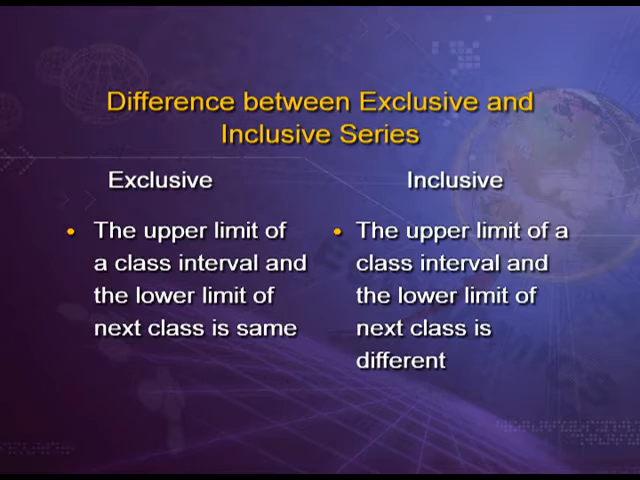 Difference between Exclusive and
Inclusive Series
Exclusive
• The upper limit of
a class interval and
the lower limit of
next class is same
Inclusive
• The upper limit of a
class interval and
the lower limit of
next class is
different